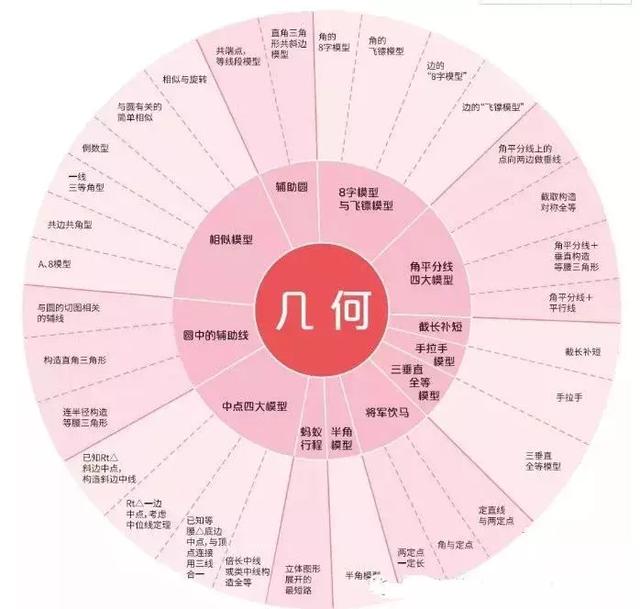 几何
8字模型
与飞镖模型
角的
8字模型
角的
飞镖模型
边的
“8字模型”
边的“飞镖模型”
角平分线
四大模型
角平分线上的
点向两边做垂线
截取构造
对称全等
角平分线＋
垂直构造
等腰三角形
角平分线＋
平行线
截长补短
截长补短
手拉手
模型
手拉手
三垂直
全等
模型
三垂直
全等模型
将军饮马
定直线
与两定点
角与定点
两定点
一定长
半角
模型
半角模型
蚂蚁
行程
立体图形
展开的
最短路
中点四大模型
倍长中线
或类中线构
造全等
已知等
腰△底边
中点,与顶
点连接
用三线
合一
Rt△一边
中点,考虑
中位线定理
已知Rt△
斜边中点,
构造斜边中线
圆中的辅助线
连半径构造
等腰三角形
构造直角三角形
与圆的切图相关
的辅线
相似模型
A、8模型
共边共角型
一线
三等角型
倒数型
与圆有关的
简单相似
相似与旋转
辅助圆
共端点,
等线段模型
直角三角
形共斜边
模型